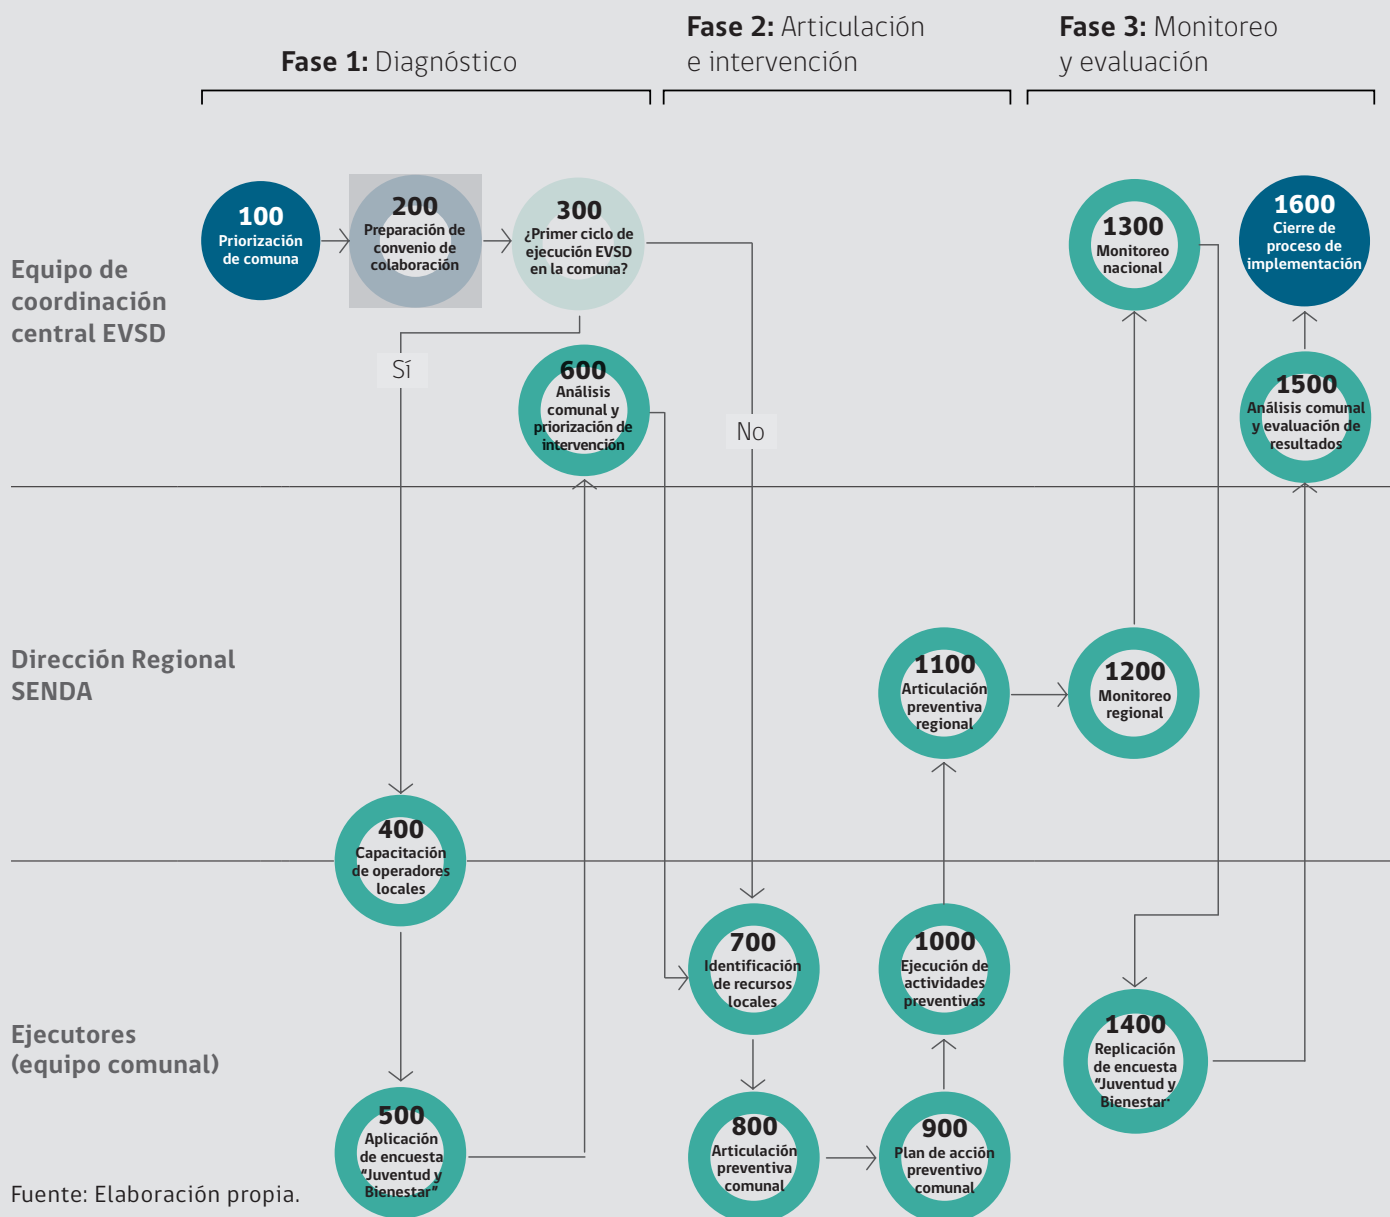 Fase 1: Diagnóstico
Fase 2: Articulación
e intervención
Fase 3: Monitoreo
y evaluación
Equipo de
coordinación
central EVSD
100
Priorización
de comuna
200
Preparación de
convenio de
colaboración
300
¿Primer ciclo de
ejecución EVSD
en la comuna?
Sí
No
600
Análisis
comunal y
priorización de
intervención
1300
Monitoreo
nacional
1600
Cierre de
proceso de
implementación
1500
Análisis comunal
y evaluación de
resultados
Dirección Regional
SENDA
1100
Articulación
preventiva
regional
1200
Monitoreo
regional
400
Capacitación
de operadores
locales
Ejecutores
(equipo comunal)
700
Identificación
de recursos
locales
1000
Ejecución de
actividades
preventivas
1400
Replicación
de encuesta
"Juventud y
Bienestar"
500
Aplicación
de encuesta
"Juventud y
Bienestar"
800
Articulación
preventiva
comunal
900
Plan de acción
preventivo
comunal
Fuente: Elaboración propia.